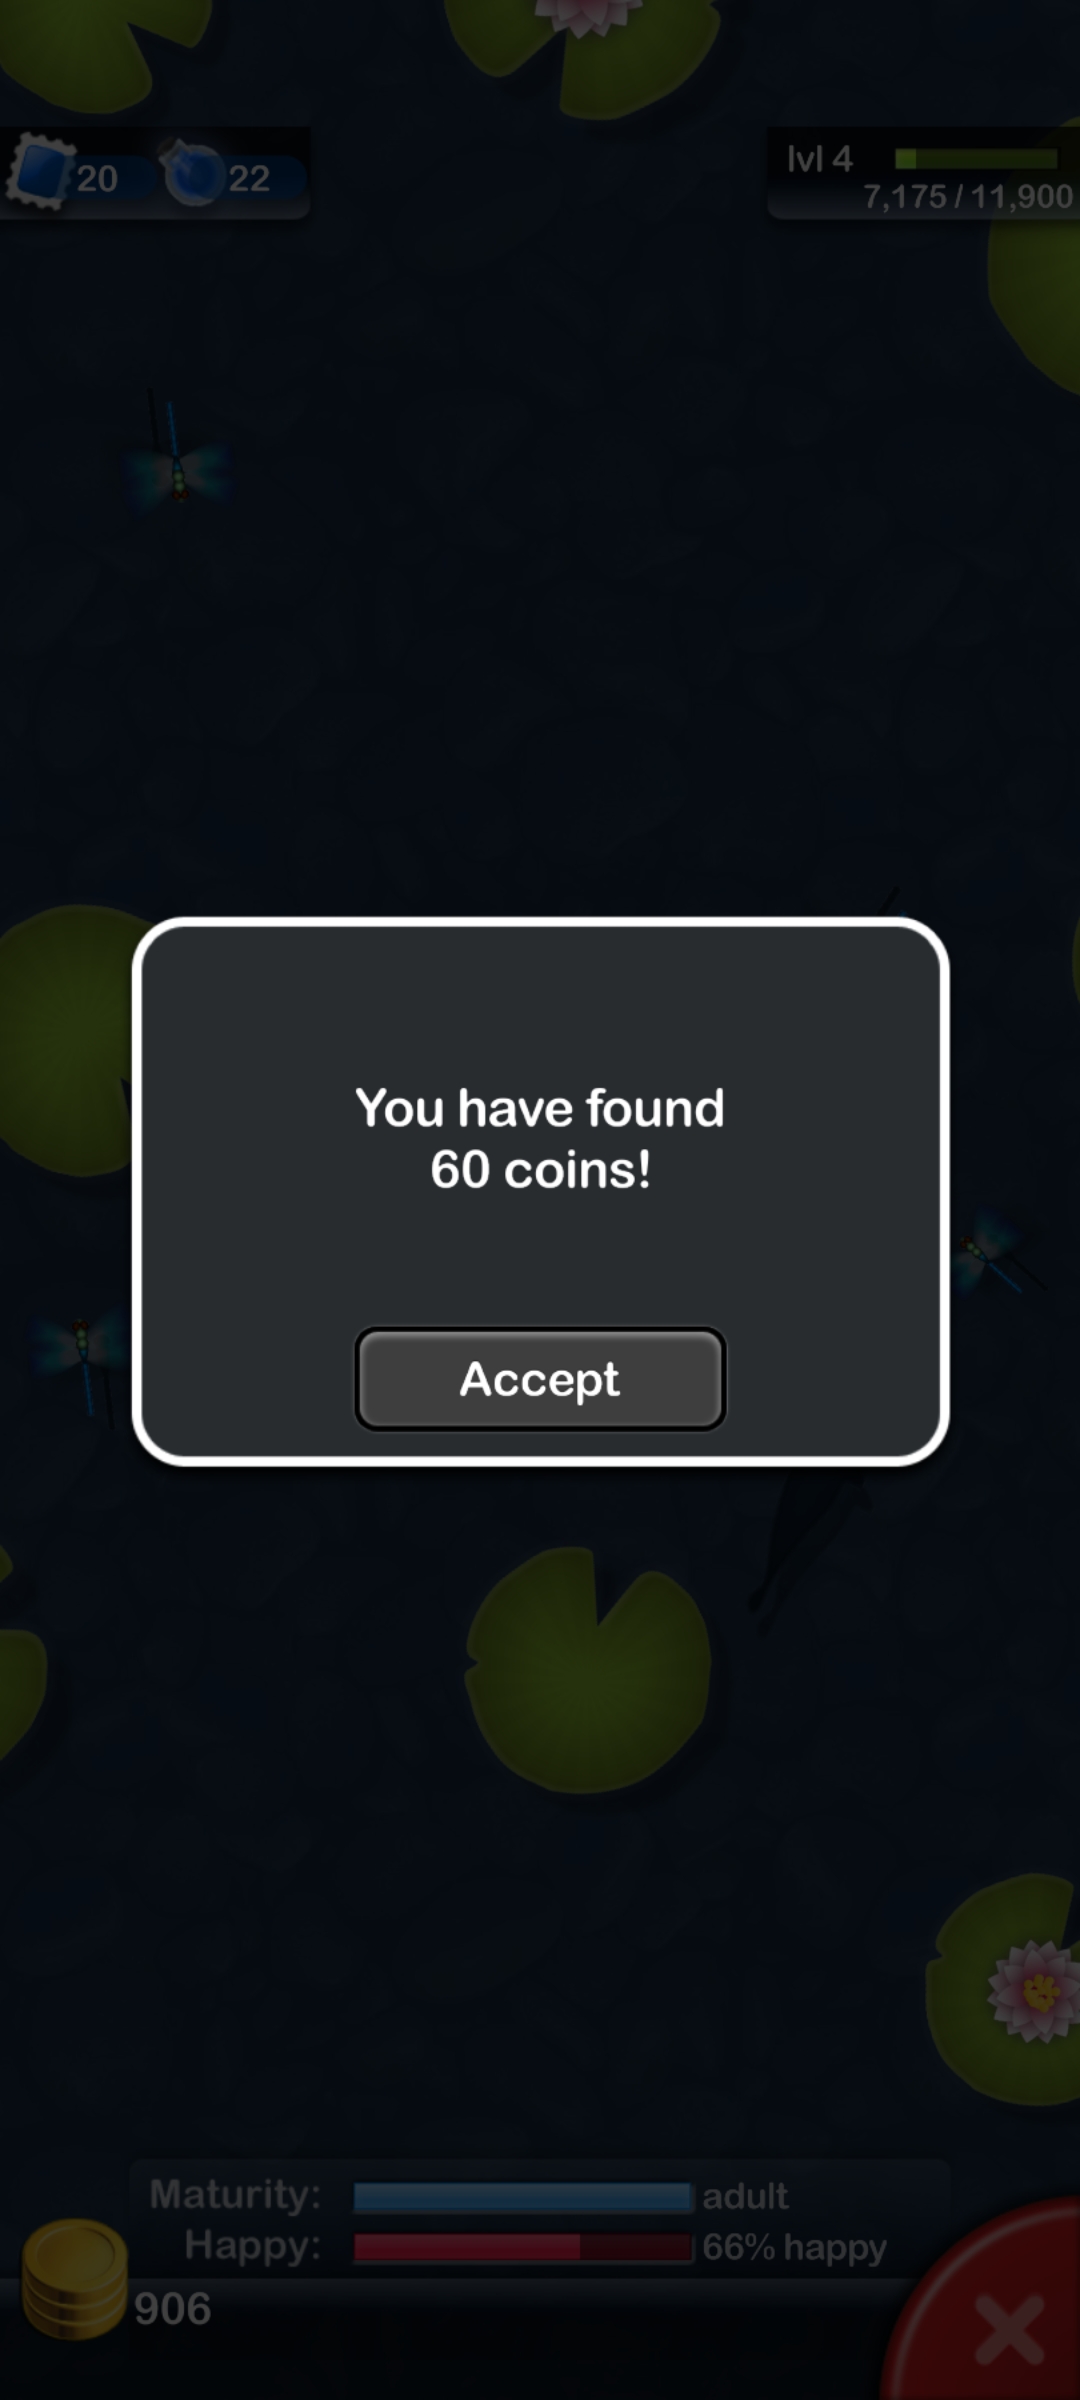 20 22
lvl 4
7,175 / 11,900
You have found
60 coins!
Accept
Maturity: adult
Happy: 66% happy
906